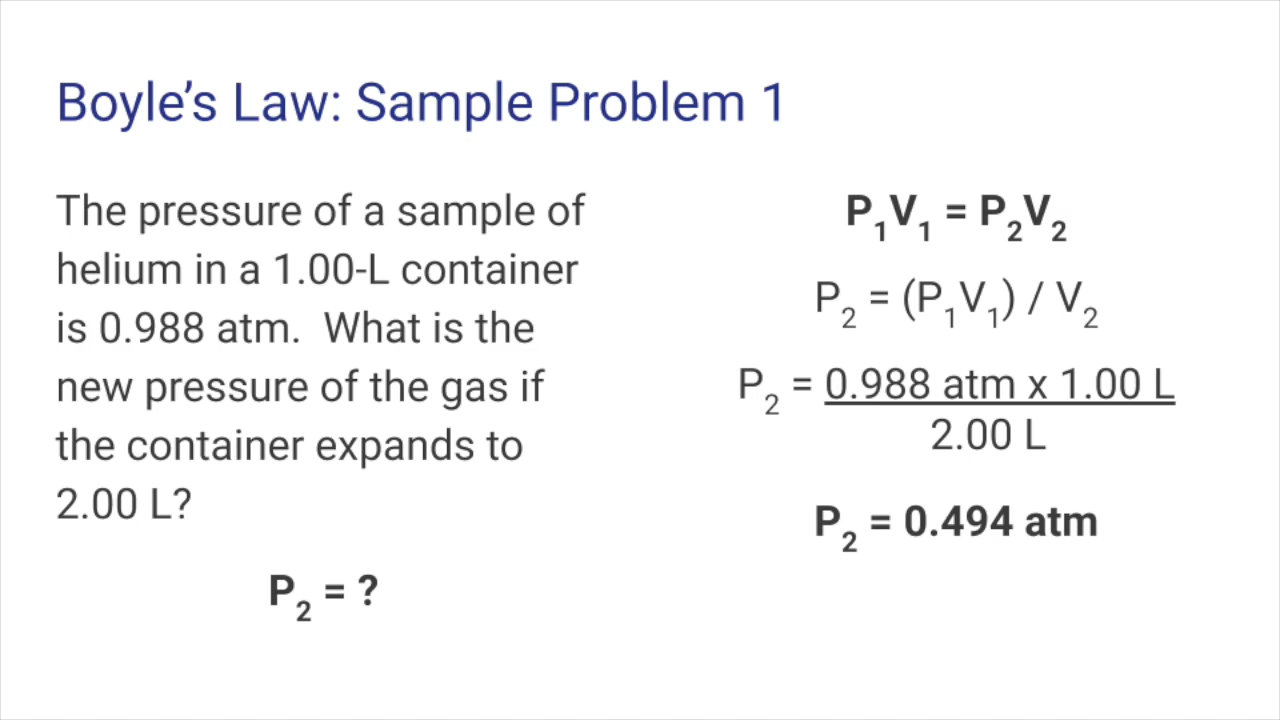 Boyle’s Law: Sample Problem 1
The pressure of a sample of
helium in a 1.00-L container
is 0.988 atm.  What is the
new pressure of the gas if
the container expands to
2.00 L?
P₂ = ?
P₁V₁ = P₂V₂
P₂ = (P₁V₁) / V₂
P₂ = 0.988 atm x 1.00 L
2.00 L
P₂ = 0.494 atm